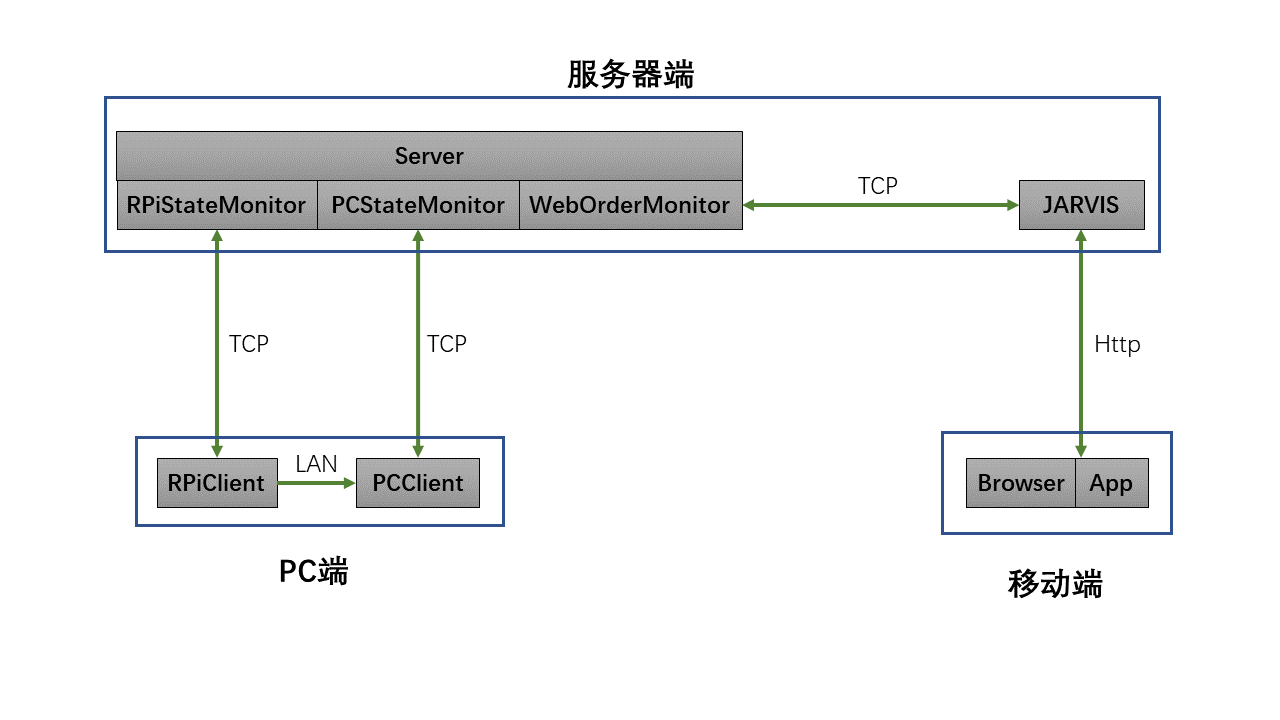 服务器端
Server
RPiStateMonitor
PCStateMonitor
WebOrderMonitor
TCP
JARVIS
TCP
TCP
Http
RPiClient
LAN
PCClient
Browser
App
PC端
移动端